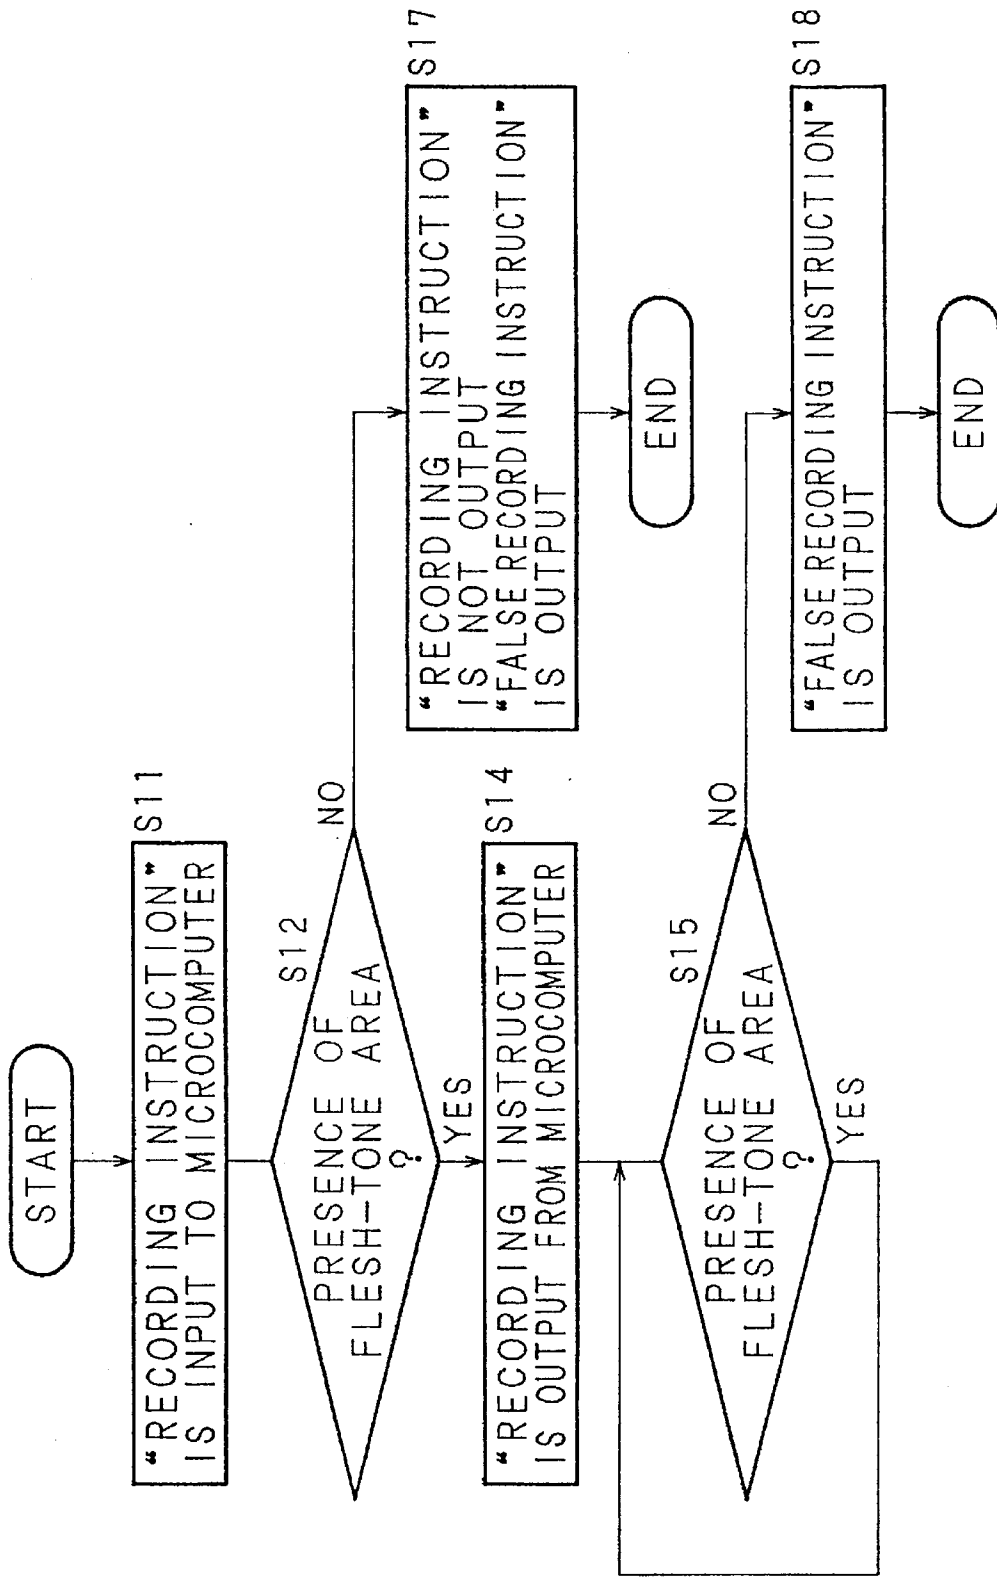 START
S11
“RECORDING INSTRUCTION”
IS INPUT TO MICROCOMPUTER
S12
PRESENCE OF
FLESH-TONE AREA
?
NO
YES
S17
“RECORDING INSTRUCTION”
IS NOT OUTPUT
“FALSE RECORDING INSTRUCTION”
IS OUTPUT
END
S14
“RECORDING INSTRUCTION”
IS OUTPUT FROM MICROCOMPUTER
S15
PRESENCE OF
FLESH-TONE AREA
?
NO
YES
S18
“FALSE RECORDING INSTRUCTION”
IS OUTPUT
END